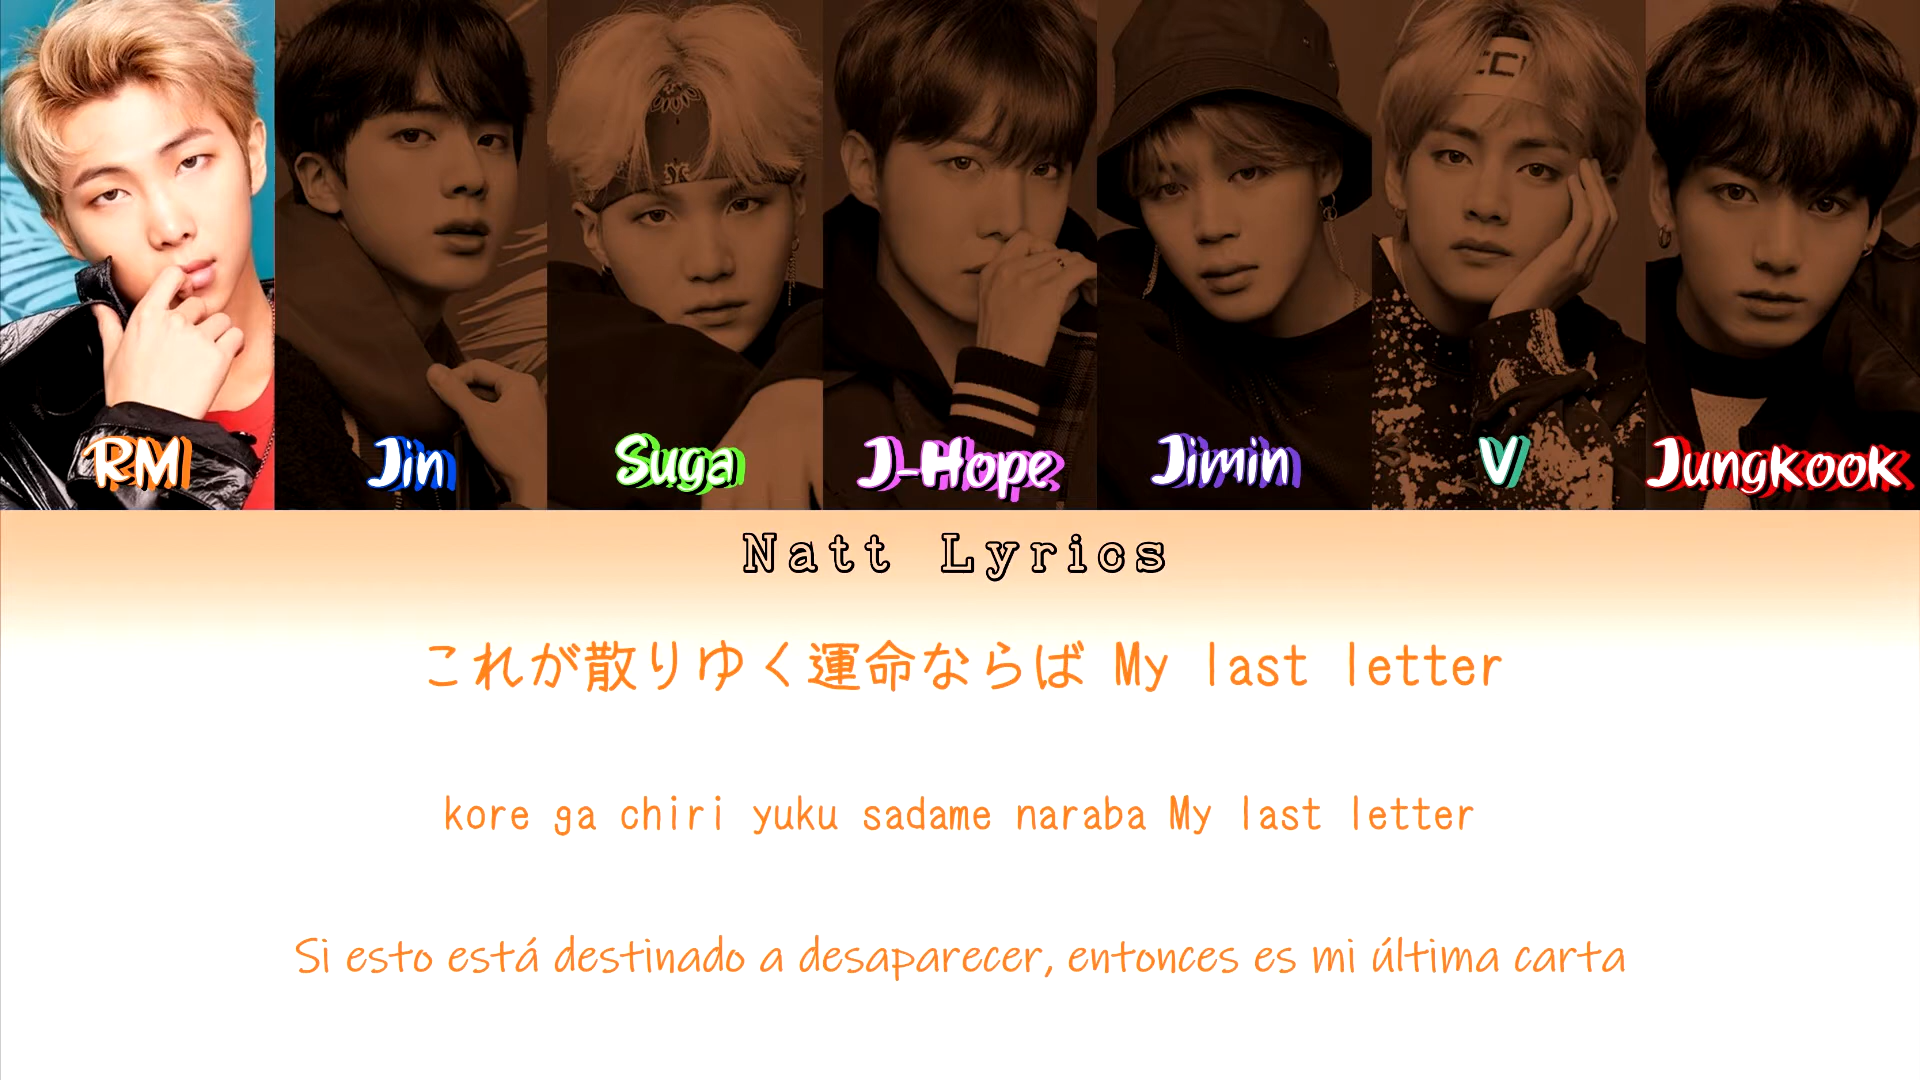 RM Jin Suga J-Hope Jimin V Jungkook
Natt Lyrics
これが散りゆく運命ならば My last letter
kore ga chiri yuku sadame naraba My last letter
Si esto está destinado a desaparecer, entonces es mi última carta